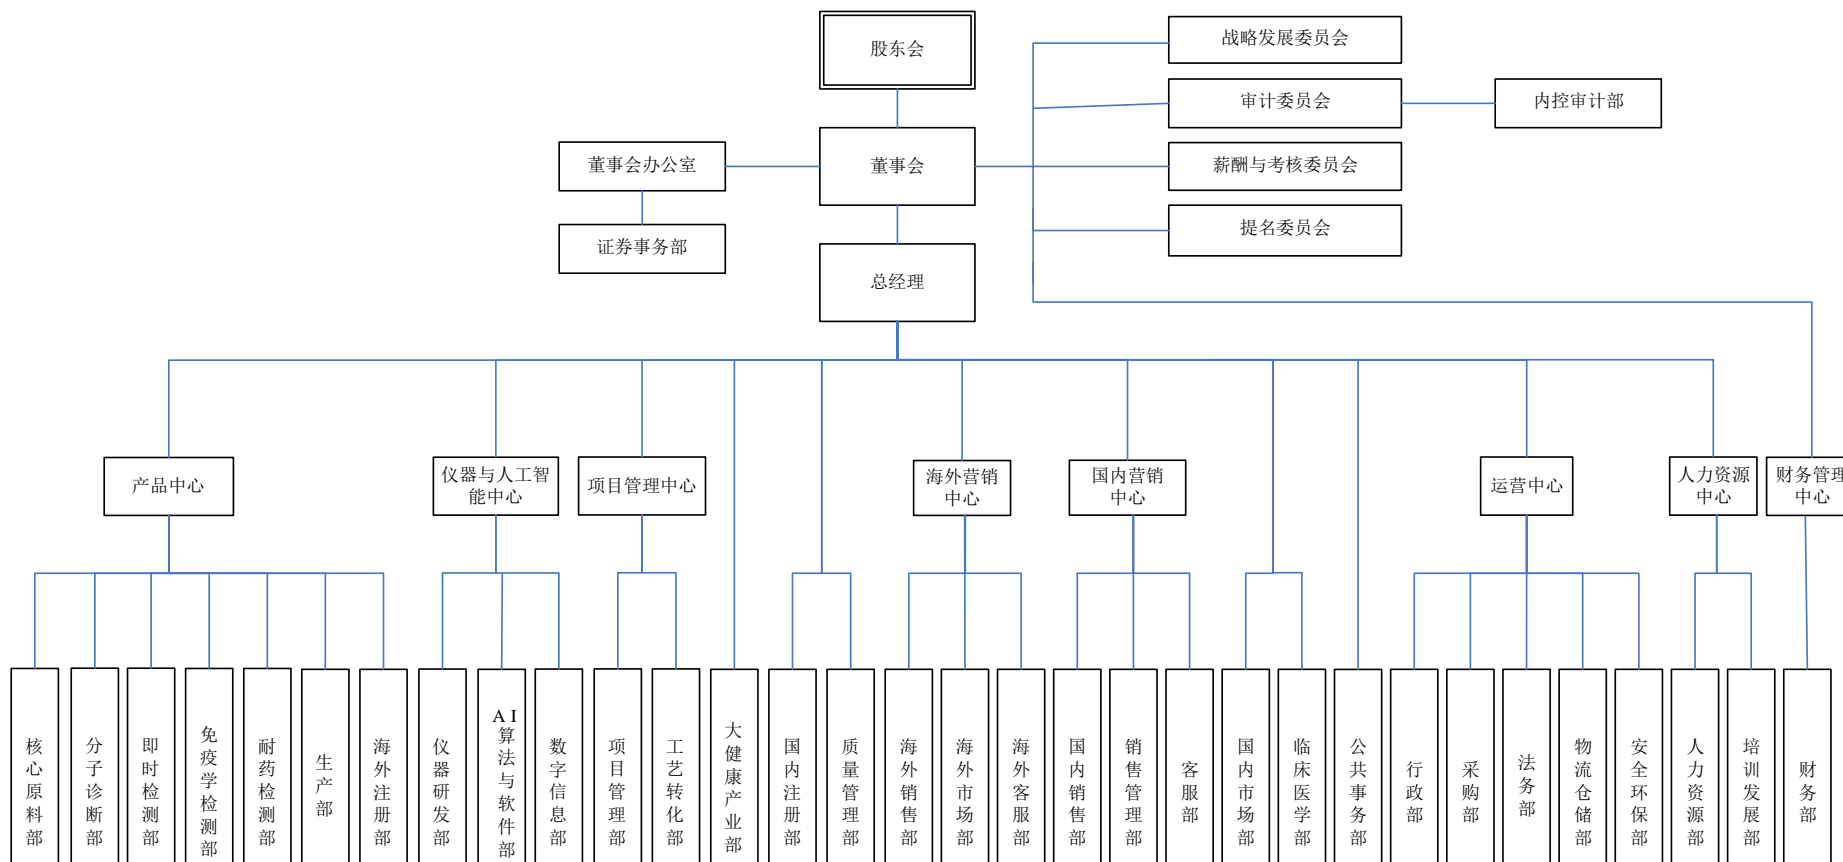 股东会
战略发展委员会
审计委员会
内控审计部
董事会办公室
董事会
薪酬与考核委员会
证券事务部
提名委员会
总经理
产品中心
仪器与人工智
能中心
项目管理中心
海外营销
中心
国内营销
中心
运营中心
人力资源
中心
财务管理
中心
核心原料部
分子诊断部
即时检测部
免疫学检测部
耐药检测部
生产部
海外注册部
仪器研发部
AI算法与软件部
数字信息部
项目管理部
工艺转化部
大健康产业部
国内注册部
质量管理部
海外销售部
海外市场部
海外客服部
国内销售部
销售管理部
客服部
国内市场部
临床医学部
公共事务部
行政部
采购部
法务部
物流仓储部
安全环保部
人力资源部
培训发展部
财务部